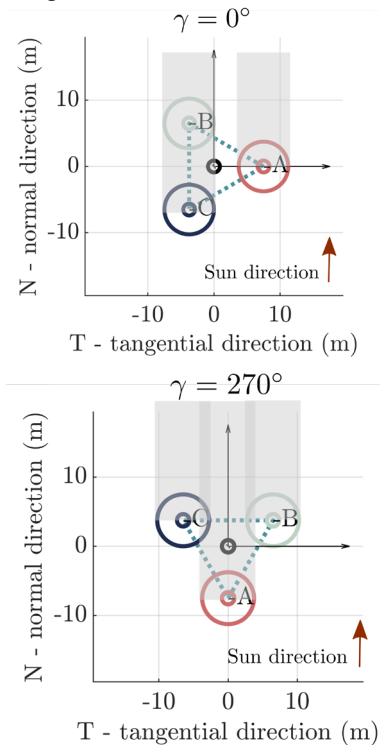 γ = 0°
N - normal direction (m)
10
0
-10
B
A
C
Sun direction
-10 0 10
T - tangential direction (m)
γ = 270°
N - normal direction (m)
10
0
-10
C
B
A
Sun direction
-10 0 10
T - tangential direction (m)